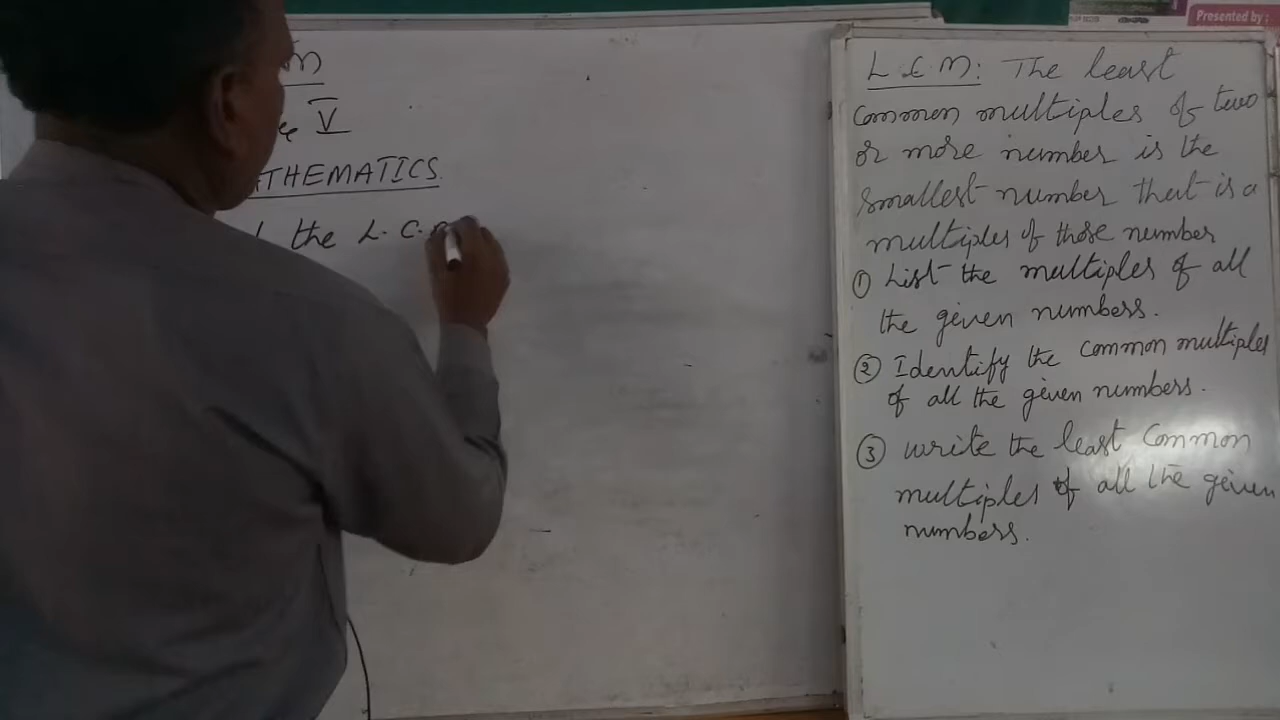 V
THEMATICS
the L.C.
L C M: The least
Common multiples of two
or more number is the
smallest number that is a
multiples of those number
① List the multiples of all
the given numbers.
② Identify the common multiples
of all the given numbers.
③ write the least Common
multiples of all the given
numbers.
Presented by :